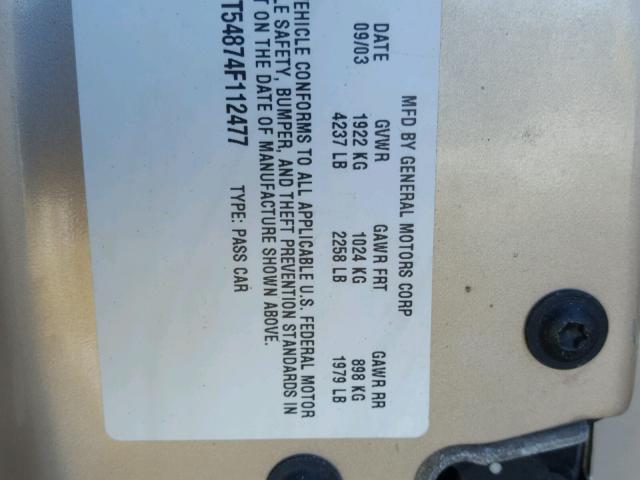 MFD BY GENERAL MOTORS CORP
DATE GVWR GAWR FRT GAWR RR
09/03 1922 KG 1024 KG 898 KG
4237 LB 2258 LB 1979 LB
VEHICLE CONFORMS TO ALL APPLICABLE U.S. FEDERAL MOTOR
LE SAFETY, BUMPER, AND THEFT PREVENTION STANDARDS IN
T ON THE DATE OF MANUFACTURE SHOWN ABOVE.
T54874F112477 TYPE: PASS CAR